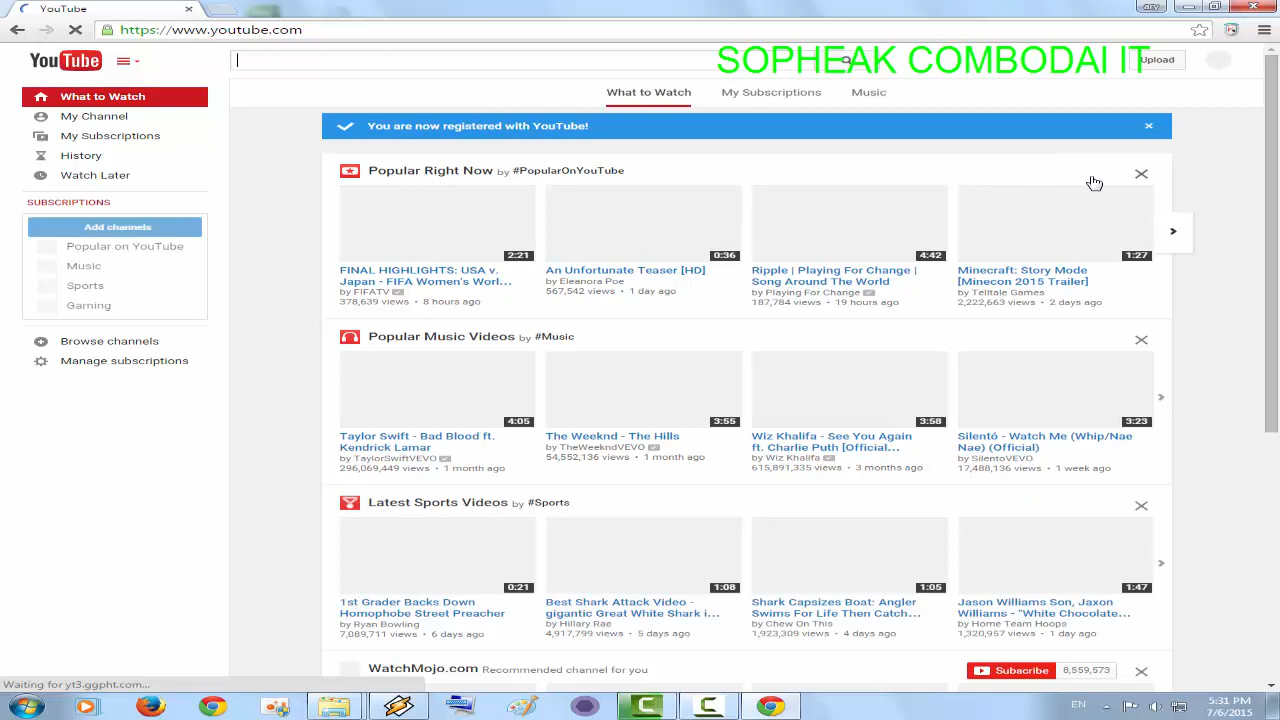 YouTube
gny
https://www.youtube.com
YouTube
SOPHEAK COMBODAI IT
Upload
What to Watch
My Subscriptions
Music
What to Watch
My Channel
My Subscriptions
History
Watch Later
SUBSCRIPTIONS
Add channels
Popular on YouTube
Music
Sports
Gaming
Browse channels
Manage subscriptions
You are now registered with YouTube!
Popular Right Now by #PopularOnYouTube
2:21
0:36
4:42
1:27
FINAL HIGHLIGHTS: USA v.
Japan - FIFA Women's Worl...
by FIFATV
378,639 views • 8 hours ago
An Unfortunate Teaser [HD]
by Eleanora Poe
567,542 views • 1 day ago
Ripple | Playing For Change |
Song Around The World
by Playing For Change
187,784 views • 19 hours ago
Minecraft: Story Mode
[Minecon 2015 Trailer]
by Telltale Games
2,222,663 views • 2 days ago
Popular Music Videos by #Music
4:05
3:55
3:58
3:23
Taylor Swift - Bad Blood ft.
Kendrick Lamar
by TaylorSwiftVEVO
296,069,449 views • 1 month ago
The Weeknd - The Hills
by TheWeekndVEVO
54,552,136 views • 1 month ago
Wiz Khalifa - See You Again
ft. Charlie Puth [Official...
by Wiz Khalifa
615,891,335 views • 3 months ago
Silentó - Watch Me (Whip/Nae
Nae) (Official)
by SilentoVEVO
17,488,136 views • 1 week ago
Latest Sports Videos by #Sports
0:21
1:08
1:05
1:47
1st Grader Backs Down
Homophobe Street Preacher
by Ryan Bowling
7,089,711 views • 6 days ago
Best Shark Attack Video -
gigantic Great White Shark i...
by Hillary Rae
4,917,799 views • 5 days ago
Shark Capsizes Boat: Angler
Swims For Life Then Catch...
by Chew On This
1,923,309 views • 4 days ago
Jason Williams Son, Jaxon
Williams - "White Chocolate...
by Home Team Hoops
1,320,957 views • 1 day ago
WatchMojo.com Recommended channel for you
Subscribe 8,559,573
Waiting for yt3.ggpht.com...
EN
5:31 PM
7/6/2015